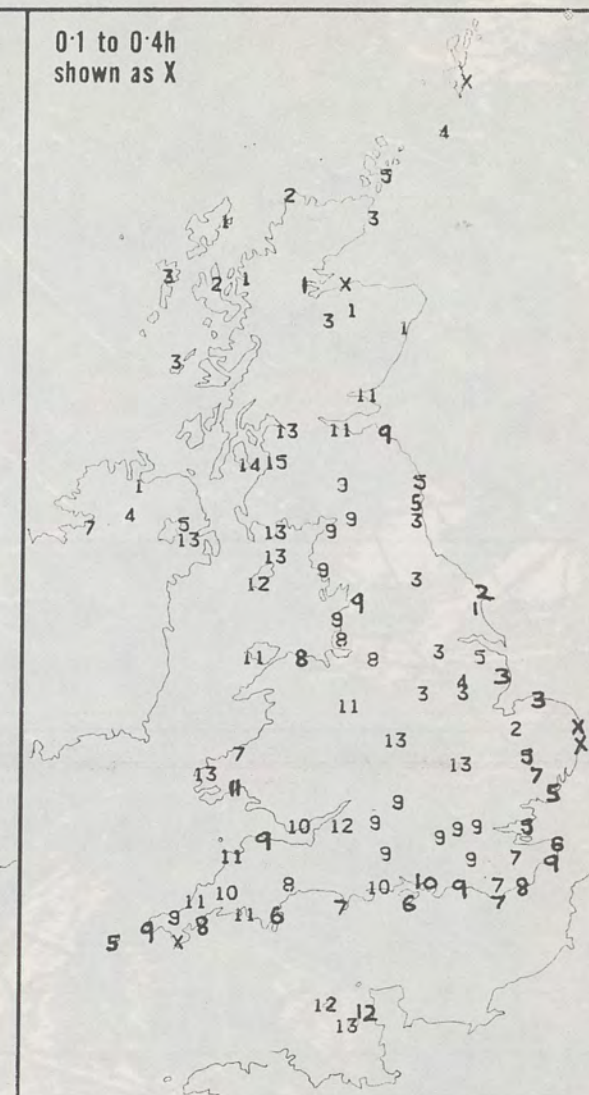 0·1 to 0·4h
shown as X
X
4
5
2
3
1
3 2 1 1 X
3 1
1
3
11
13 11 9
14 15
1 3 5
4 5 9 9 5
7 13 13 9 3
13
12 9 3
9 2
9 1
8
11 8 8 3 5
4 3
11 3 3 3
2 X
13 X
7 13 5
13 7
11 5
9
10 12 9 9 9 5
9 9 6
11 9 9 7 9
10 8 10 10 9 7 8
11 7 6 7
9 8 11 6
5 9 X
12 12
13